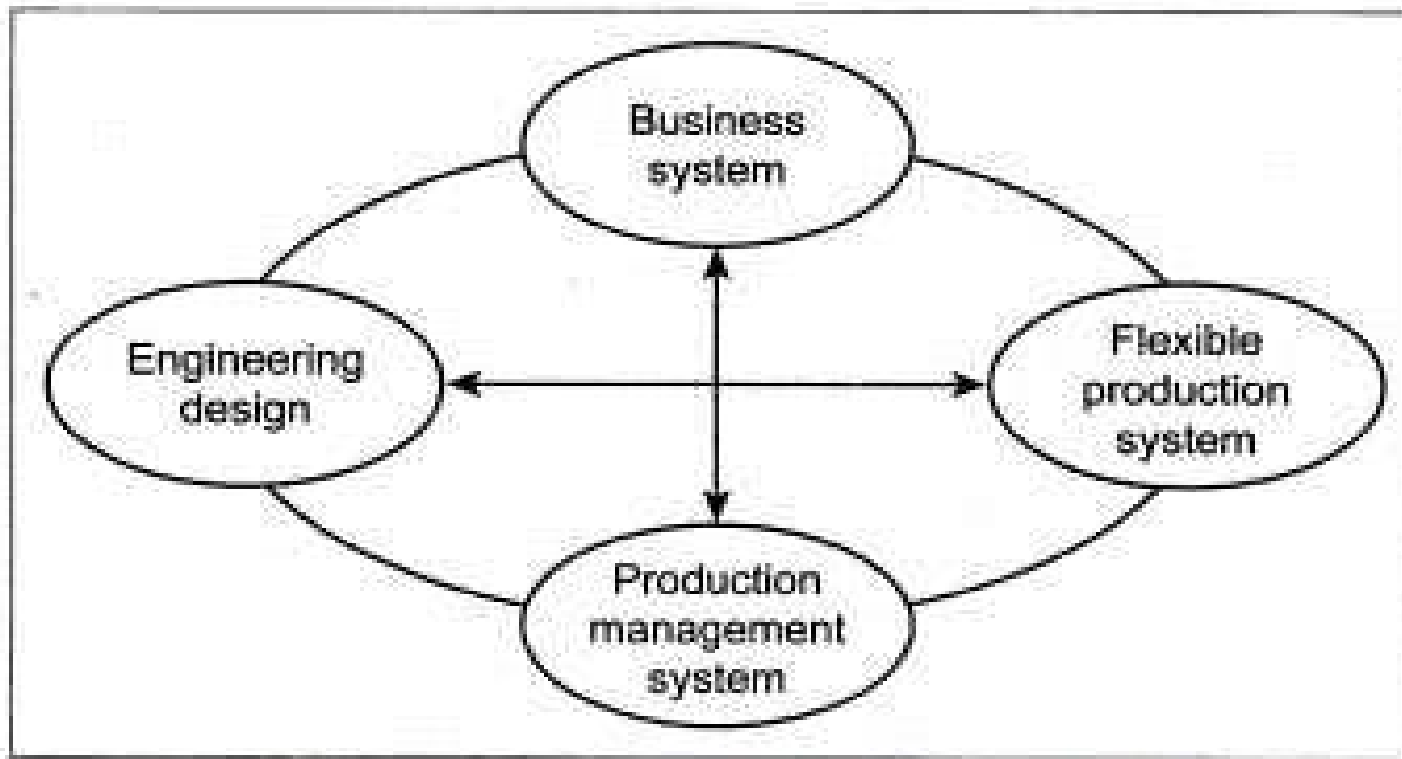 Business
system
Engineering
design
Flexible
production
system
Production
management
system